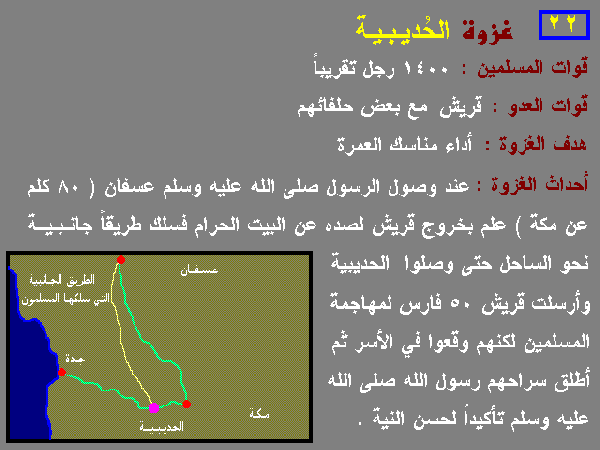 ٢٢
غزوة الحُديبية
قوات المسلمين : ١٤٠٠ رجل تقريباً
قوات العدو : قريش مع بعض حلفائهم
هدف الغزوة : أداء مناسك العمرة
أحداث الغزوة : عند وصول الرسول صلى الله عليه وسلم عسفان ( ٨٠ كلم
عن مكة ) علم بخروج قريش لصده عن البيت الحرام فسلك طريقاً جانبية
نحو الساحل حتى وصلوا الحديبية
وأرسلت قريش ٥٠ فارس لمهاجمة
المسلمين لكنهم وقعوا في الأسر ثم
أطلق سراحهم رسول الله صلى الله
عليه وسلم تأكيداً لحسن النية .
عسفان
الطريق الجانبية
التي سلكها المسلمون
جدة
مكة
الحديبية